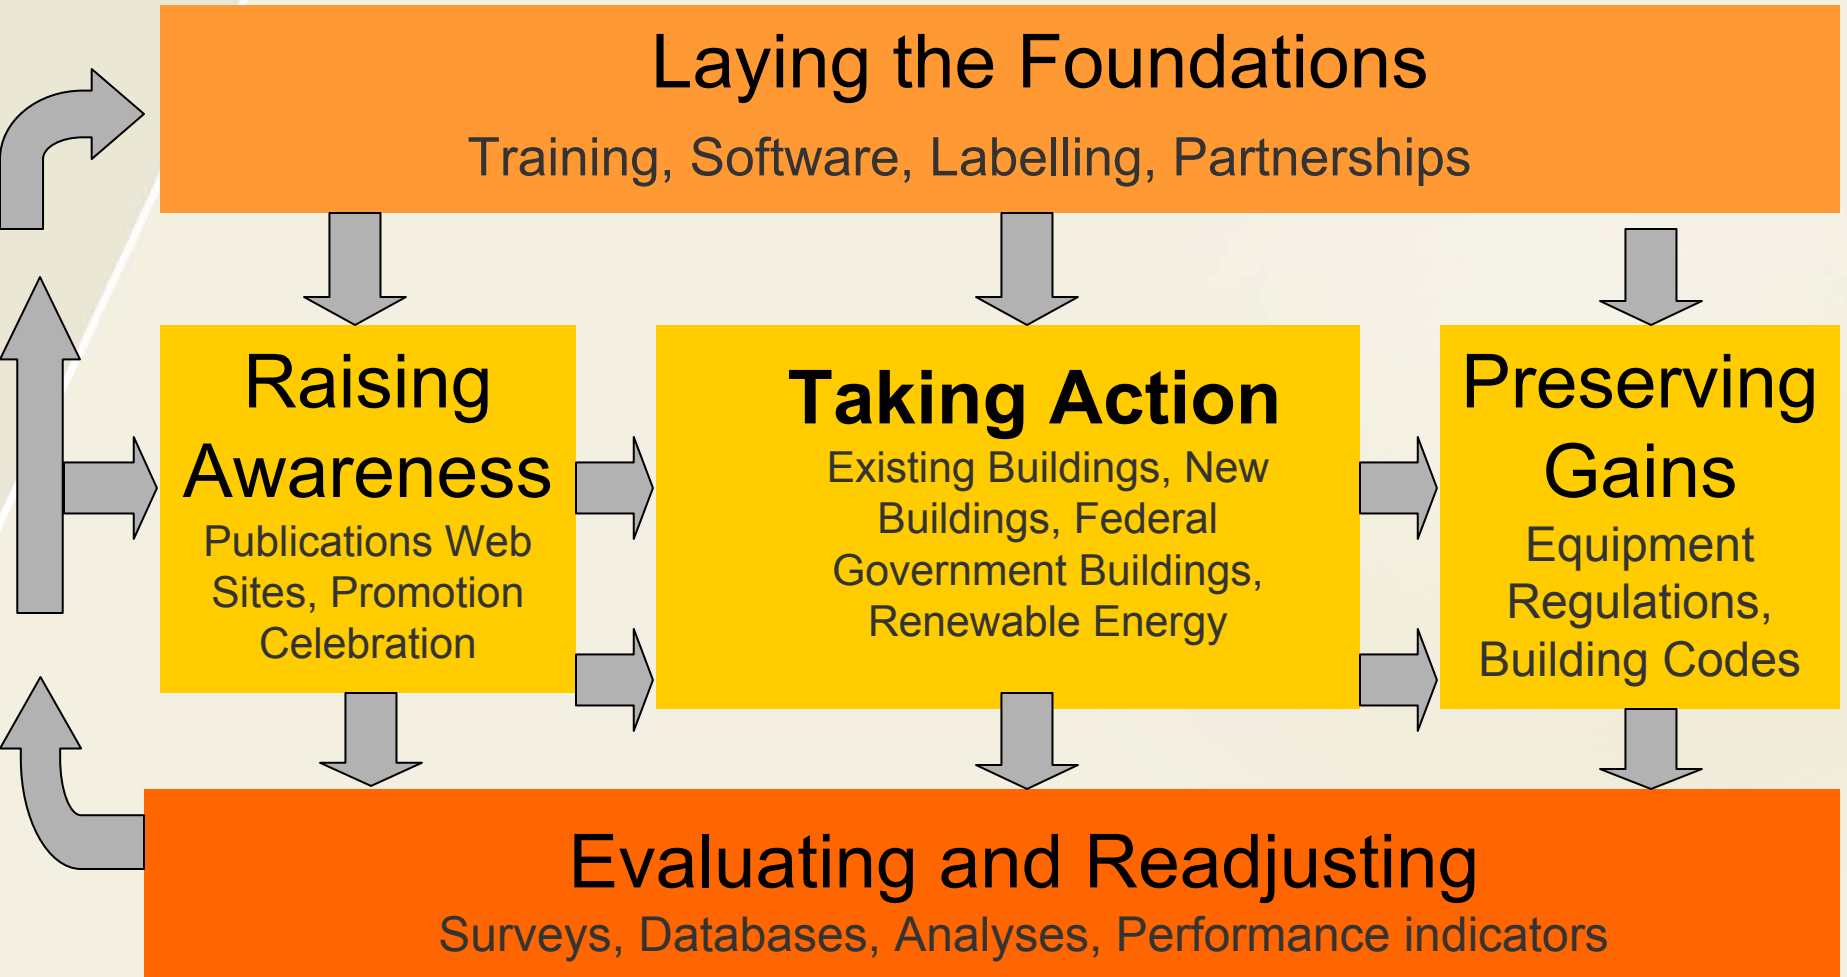 Laying the Foundations
Training, Software, Labelling, Partnerships
Raising
Awareness
Publications Web
Sites, Promotion
Celebration
Taking Action
Existing Buildings, New
Buildings, Federal
Government Buildings,
Renewable Energy
Preserving
Gains
Equipment
Regulations,
Building Codes
Evaluating and Readjusting
Surveys, Databases, Analyses, Performance indicators